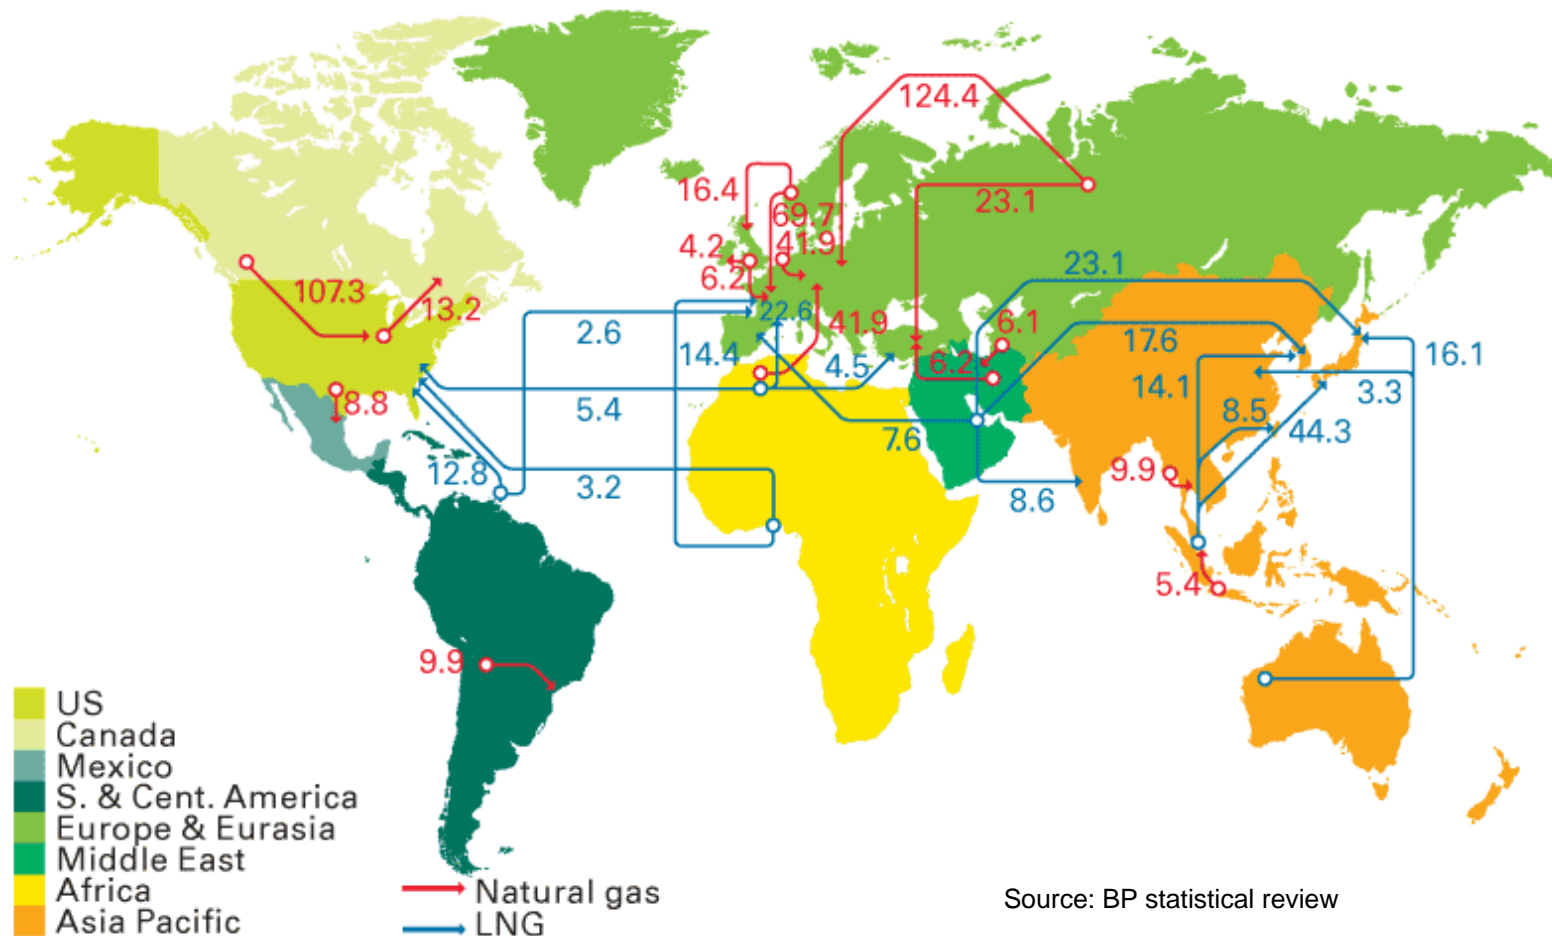 124.4
16.4
69.7
23.1
4.2
41.9
6.2
23.1
107.3
13.2
22.6
2.6
41.9
6.1
17.6
16.1
14.4
4.5
6.2
14.1
3.3
8.8
5.4
7.6
8.5
44.3
12.8
3.2
8.6
9.9
5.4
9.9
US
Canada
Mexico
S. & Cent. America
Europe & Eurasia
Middle East
Africa
Asia Pacific
Natural gas
LNG
Source: BP statistical review